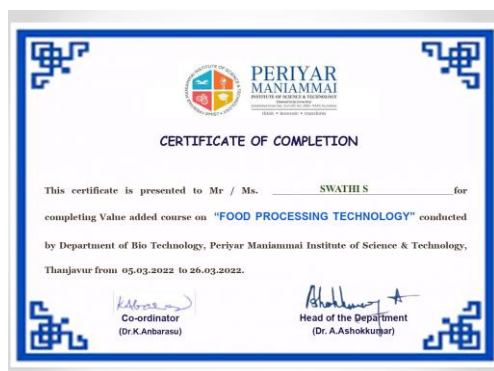 PERIYAR
MANIAMMAI
INSTITUTE OF SCIENCE & TECHNOLOGY
think • innovate • transform
CERTIFICATE OF COMPLETION
This certificate is presented to Mr / Ms. SWATHI S for
completing Value added course on "FOOD PROCESSING TECHNOLOGY" conducted
by Department of Bio Technology, Periyar Maniammai Institute of Science & Technology,
Thanjavur from 05.03.2022 to 26.03.2022.
Co-ordinator
(Dr.K.Anbarasu)
Head of the Department
(Dr. A.Ashokkumar)